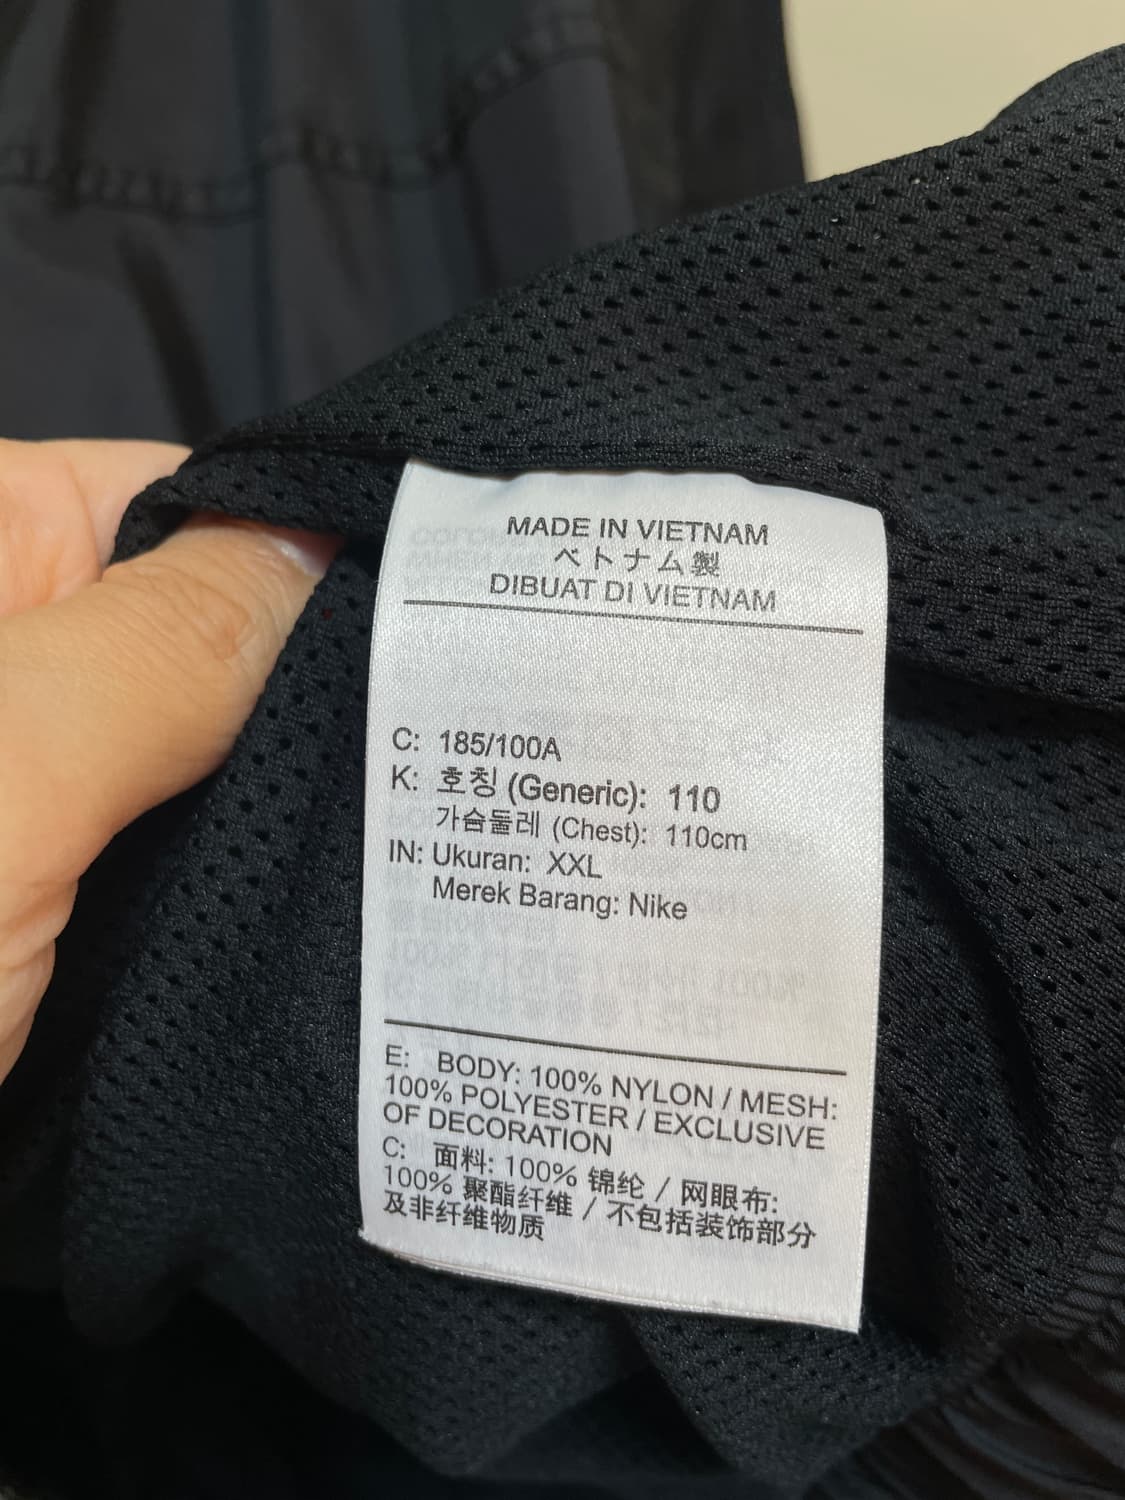 MADE IN VIETNAM
ベトナム製
DIBUAT DI VIETNAM
C: 185/100A
K: 호칭 (Generic): 110
가슴둘레 (Chest): 110cm
IN: Ukuran: XXL
Merek Barang: Nike
E: BODY: 100% NYLON / MESH:
100% POLYESTER / EXCLUSIVE
OF DECORATION
C: 面料: 100% 锦纶 / 网眼布:
100% 聚酯纤维 / 不包括装饰部分
及非纤维物质